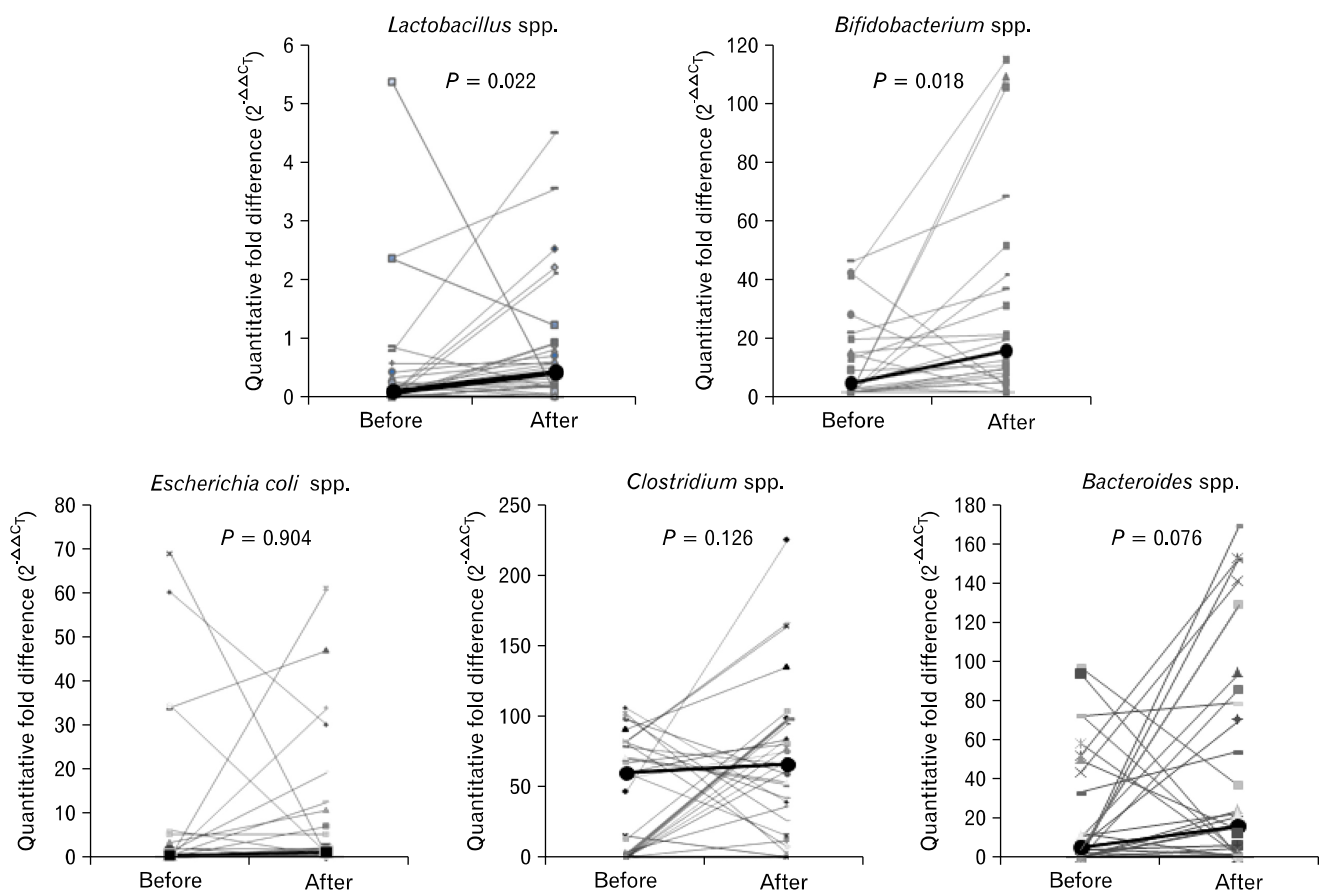 Lactobacillus spp.
Quantitative fold difference (2^-ΔΔCT)
6
5
4
3
2
1
0
P = 0.022
Before
After
Bifidobacterium spp.
Quantitative fold difference (2^-ΔΔCT)
120
100
80
60
40
20
0
P = 0.018
Before
After
Escherichia coli spp.
Quantitative fold difference (2^-ΔΔCT)
80
70
60
50
40
30
20
10
0
P = 0.904
Before
After
Clostridium spp.
Quantitative fold difference (2^-ΔΔCT)
250
200
150
100
50
0
P = 0.126
Before
After
Bacteroides spp.
Quantitative fold difference (2^-ΔΔCT)
180
160
140
120
100
80
60
40
20
0
P = 0.076
Before
After